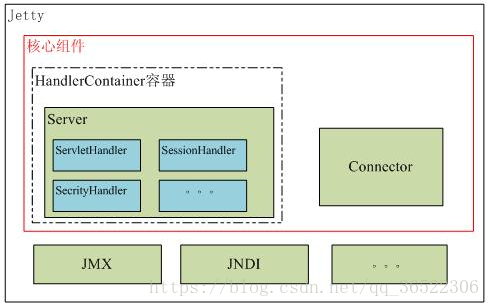 Jetty
核心组件
HandlerContainer容器
Server
ServletHandler
SessionHandler
SecrityHandler
。。。
Connector
JMX
JNDI
。。。
https://blog.csdn.net/qq_36522306